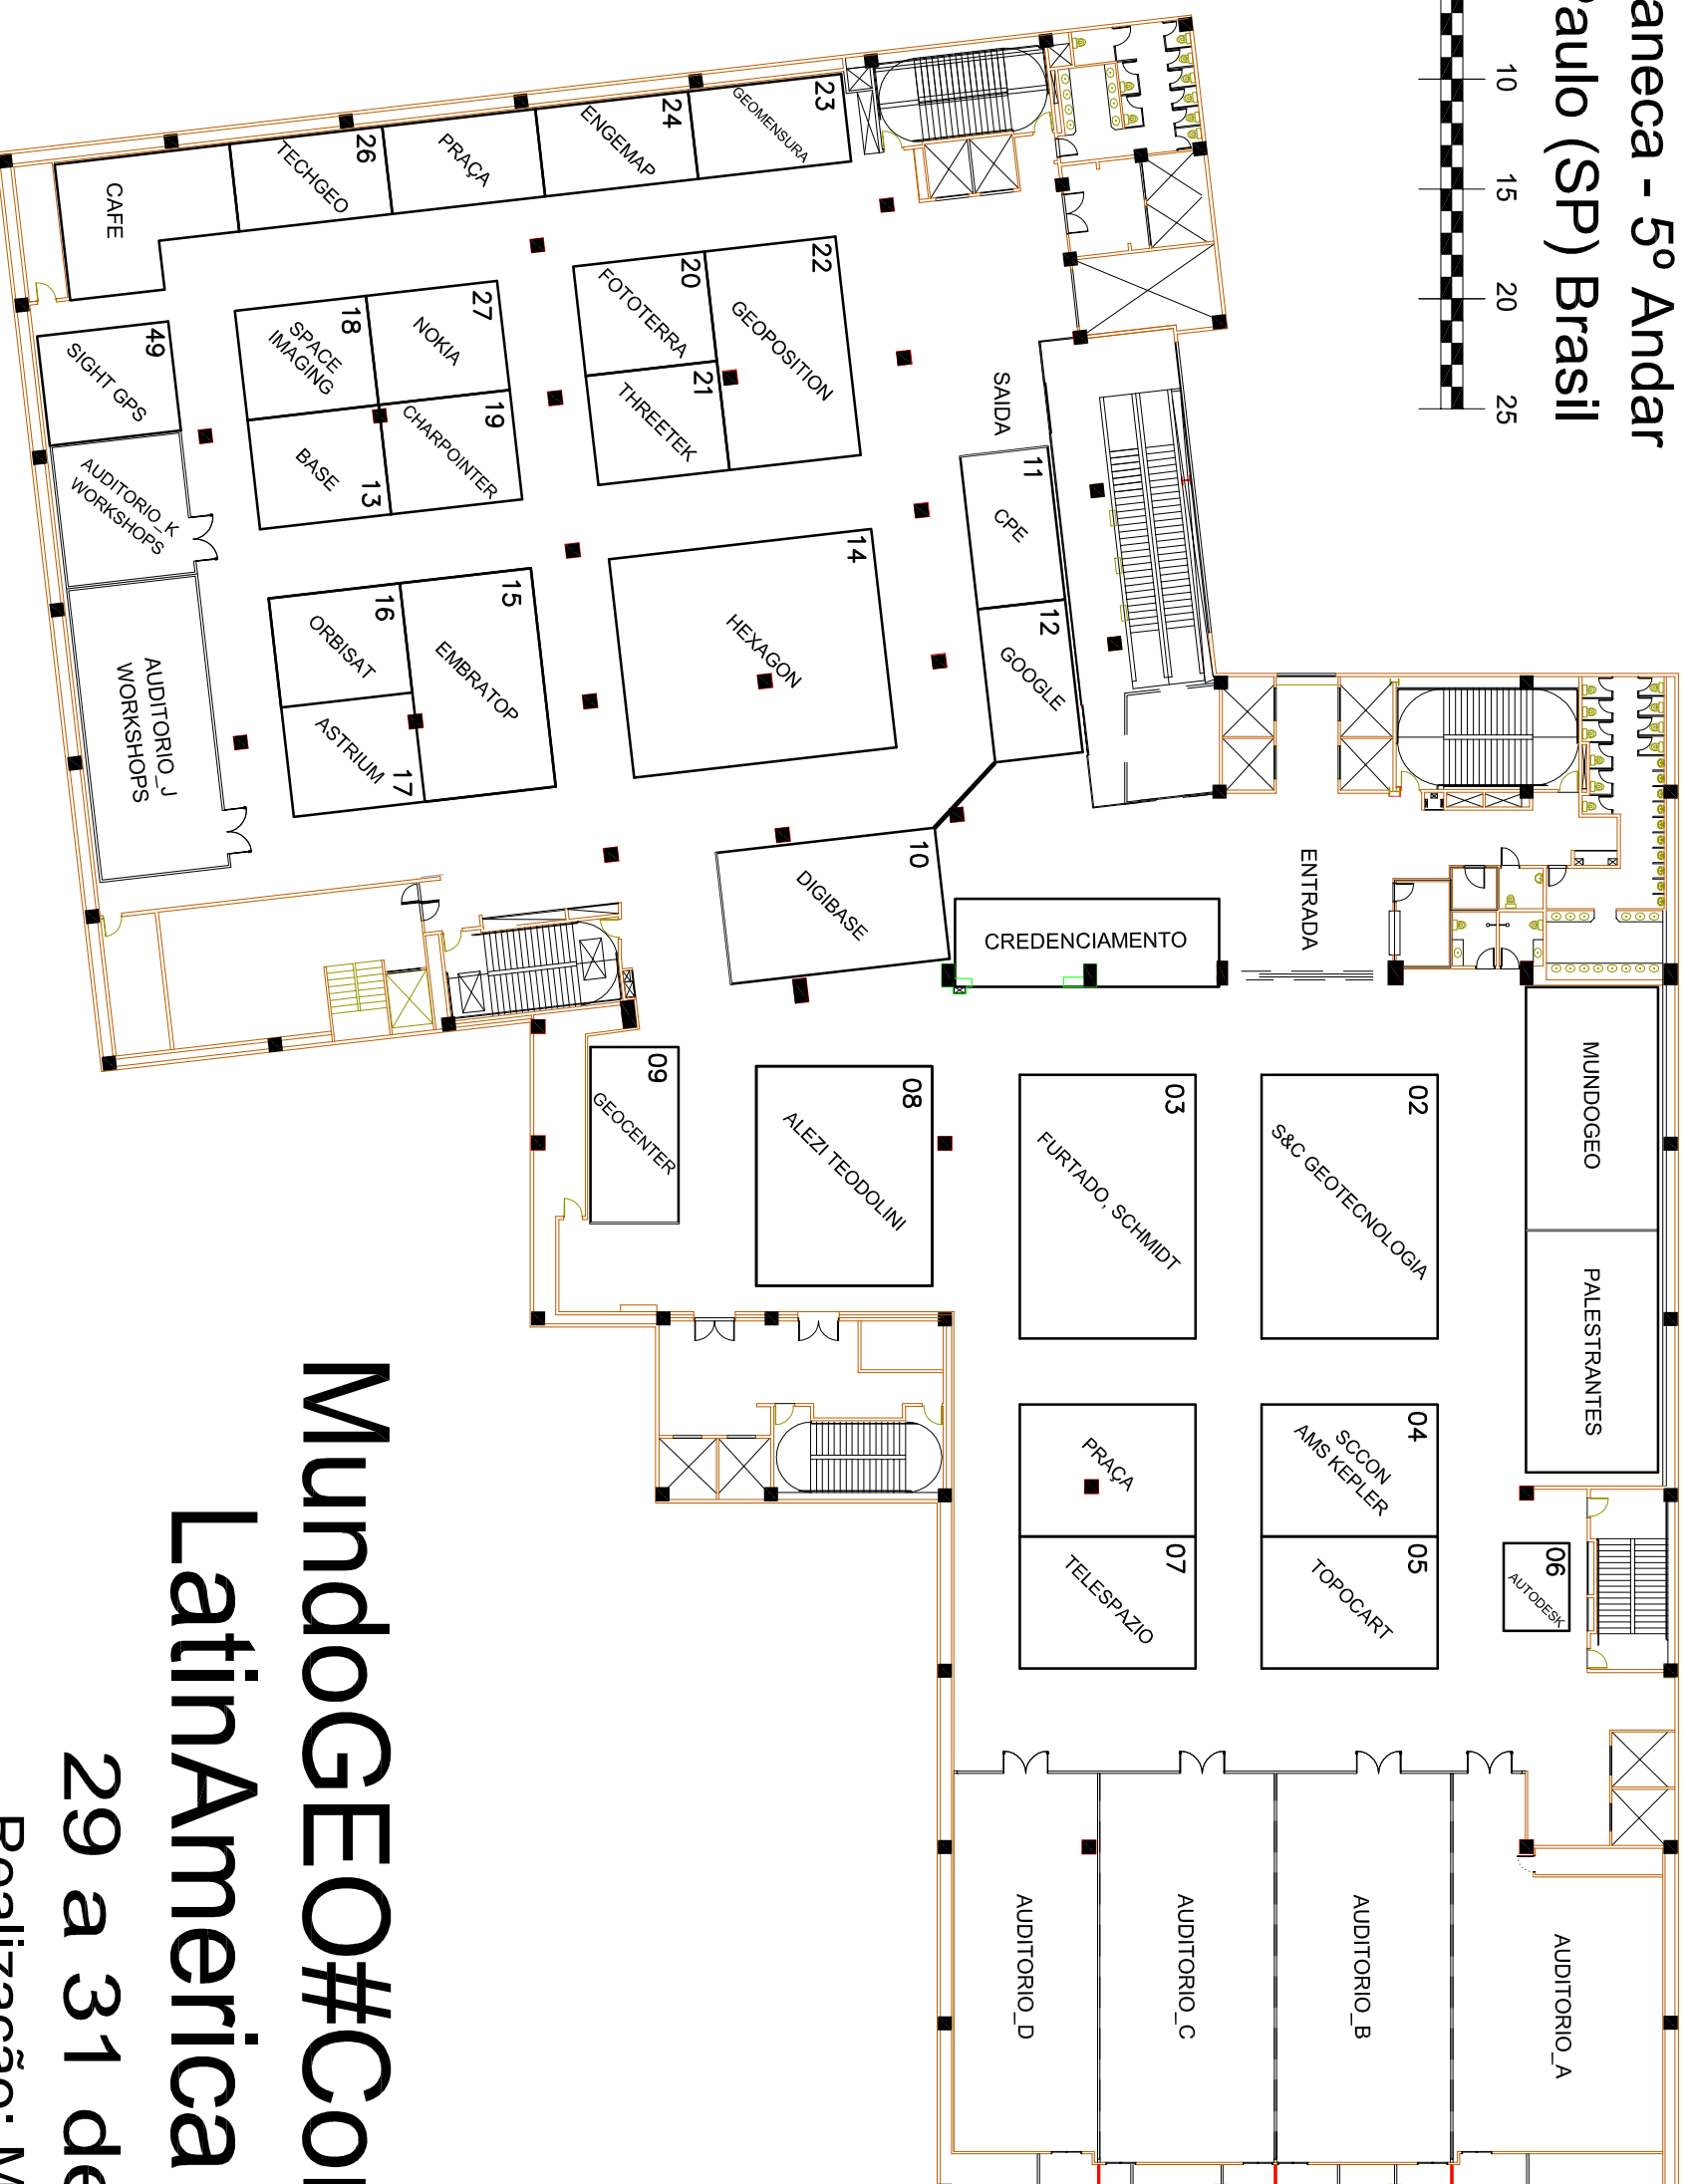 aneca - 5º Andar
Paulo (SP) Brasil
10
15
20
25
23
GEOMENSURA
24
ENGEMAP
PRAÇA
26
TECHGEO
CAFE
22
GEOPOSITION
20
FOTOTERRA
21
THREETEK
27
NOKIA
18
SPACE
IMAGING
19
CHARPOINTER
13
BASE
49
SIGHT GPS
AUDITORIO_K
WORKSHOPS
AUDITORIO_J
WORKSHOPS
SAIDA
11
CPE
12
GOOGLE
14
HEXAGON
15
EMBRATOP
16
ORBISAT
17
ASTRIUM
10
DIGIBASE
CREDENCIAMENTO
ENTRADA
MUNDOGEO
PALESTRANTES
02
S&C GEOTECNOLOGIA
03
FURTADO, SCHMIDT
08
ALEZI TEODOLINI
09
GEOCENTER
04
SCCON
AMS KEPLER
05
TOPOCART
PRAÇA
07
TELESPAZIO
06
AUTODESK
AUDITORIO_A
AUDITORIO_B
AUDITORIO_C
AUDITORIO_D
MundoGEO#Co
LatinAmerica
29 a 31 de
Realização: M